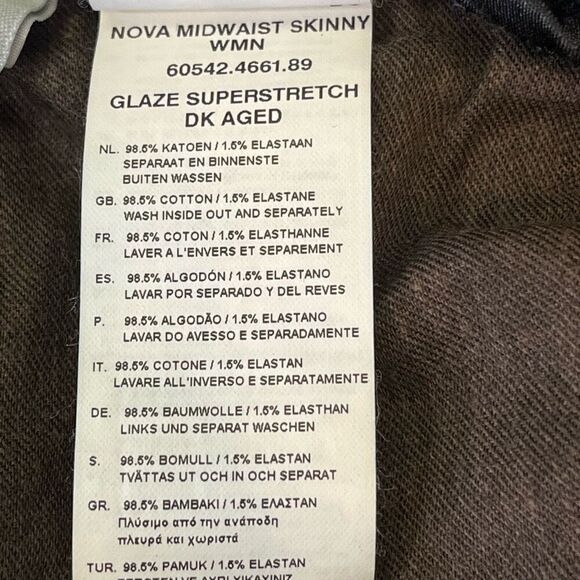 NOVA MIDWAIST SKINNY
WMN
60542.4661.89
GLAZE SUPERSTRETCH
DK AGED
NL. 98.5% KATOEN / 1.5% ELASTAAN
SEPARAAT EN BINNENSTE
BUITEN WASSEN
GB. 98.5% COTTON / 1.5% ELASTANE
WASH INSIDE OUT AND SEPARATELY
FR. 98.5% COTON / 1.5% ELASTHANNE
LAVER A L'ENVERS ET SEPAREMENT
ES. 98.5% ALGODÓN / 1.5% ELASTANO
LAVAR POR SEPARADO Y DEL REVES
P. 98.5% ALGODÃO / 1.5% ELASTANO
LAVAR DO AVESSO E SEPARADAMENTE
IT. 98.5% COTONE / 1.5% ELASTAN
LAVARE ALL'INVERSO E SEPARATAMENTE
DE. 98.5% BAUMWOLLE / 1.5% ELASTHAN
LINKS UND SEPARAT WASCHEN
S. 98.5% BOMULL / 1.5% ELASTAN
TVÄTTAS UT OCH IN OCH SEPARAT
GR. 98.5% ΒΑΜΒΑΚΙ / 1.5% ΕΛΑΣΤΑΝ
Πλύσιμο από την ανάποδη
πλευρά και χωριστά
TUR. 98.5% PAMUK / 1.5% ELASTAN